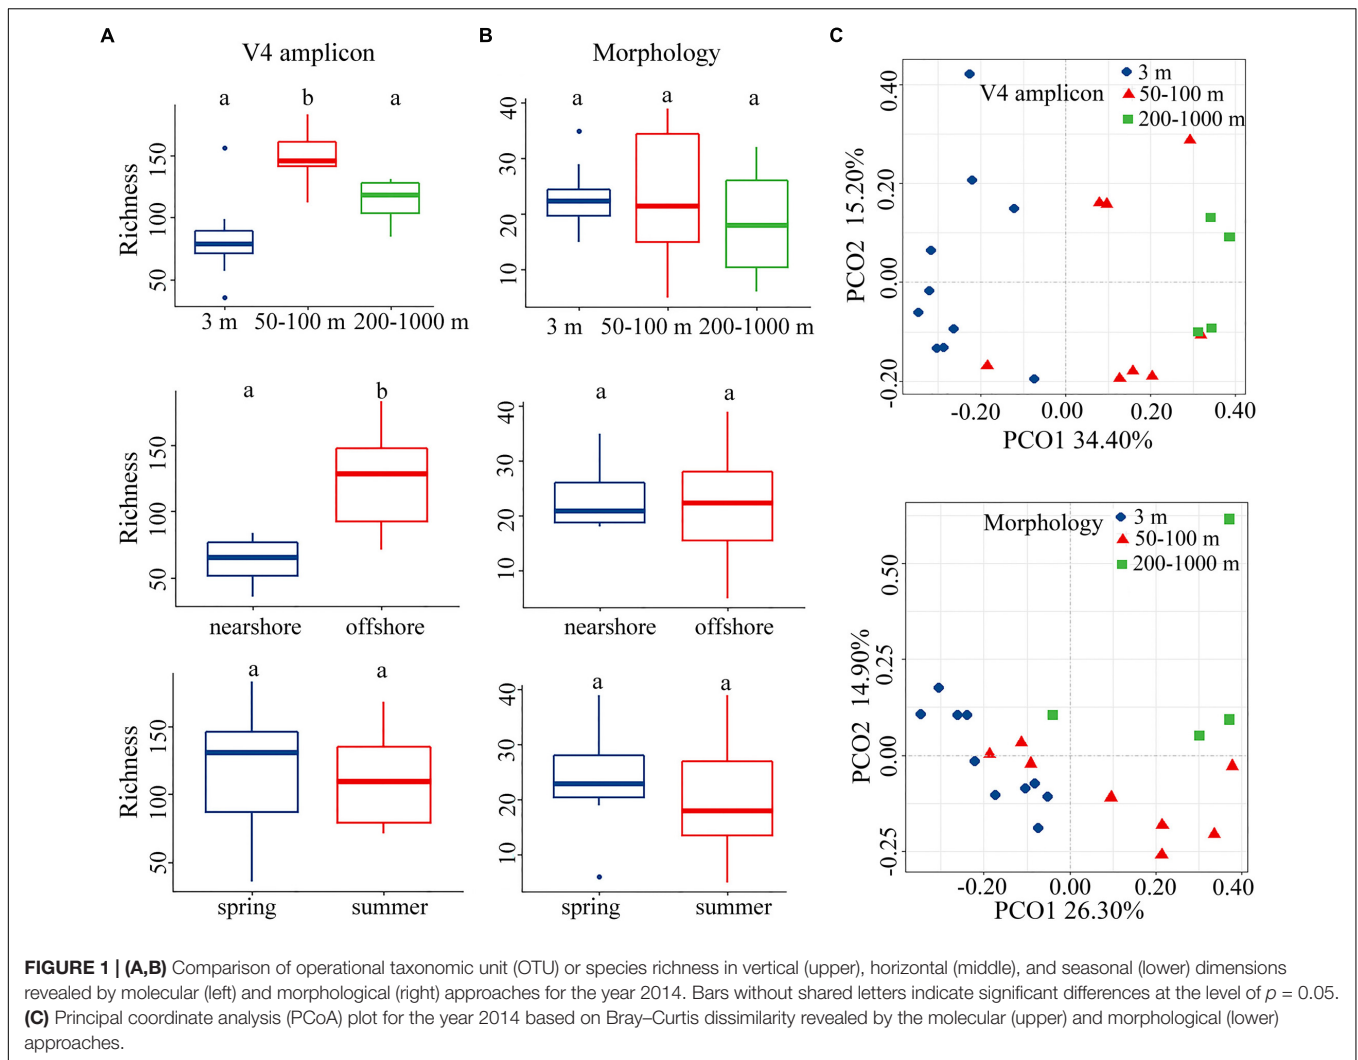 A
V4 amplicon
a
b
a
Richness
150
100
50
3 m
50-100 m
200-1000 m
a
b
Richness
150
100
50
nearshore
offshore
a
a
Richness
150
100
50
spring
summer
B
Morphology
a
a
a
40
30
20
10
3 m
50-100 m
200-1000 m
a
a
40
30
20
10
nearshore
offshore
a
a
40
30
20
10
spring
summer
C
V4 amplicon
3 m
50-100 m
200-1000 m
PCO2 15.20%
0.40
0.20
0.00
-0.20
-0.20
0.00
0.20
0.40
PCO1 34.40%
Morphology
3 m
50-100 m
200-1000 m
PCO2 14.90%
0.50
0.25
0.00
-0.25
-0.20
0.00
0.20
0.40
PCO1 26.30%
FIGURE 1 | (A,B) Comparison of operational taxonomic unit (OTU) or species richness in vertical (upper), horizontal (middle), and seasonal (lower) dimensions
revealed by molecular (left) and morphological (right) approaches for the year 2014. Bars without shared letters indicate significant differences at the level of p = 0.05.
(C) Principal coordinate analysis (PCoA) plot for the year 2014 based on Bray–Curtis dissimilarity revealed by the molecular (upper) and morphological (lower)
approaches.